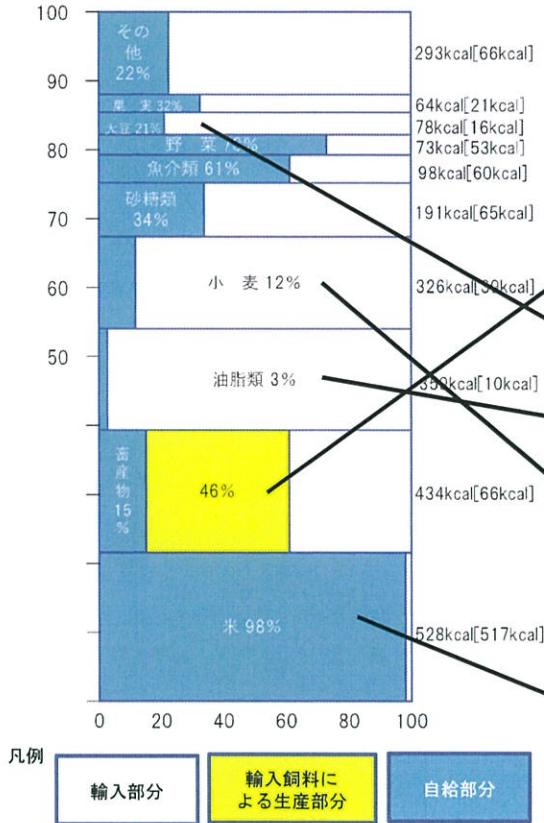 100
90
80
70
60
50
その
他
22%
293kcal[66kcal]
果 実 32%
64kcal[21kcal]
大豆 21%
78kcal[16kcal]
野 菜
73kcal[53kcal]
魚介類 61%
98kcal[60kcal]
砂糖類
34%
191kcal[65kcal]
小 麦 12%
326kcal[39kcal]
油脂類 3%
[10kcal]
畜
産
物
15
%
46%
434kcal[66kcal]
米 98%
528kcal[517kcal]
0 20 40 60 80 100
凡例
輸入部分
輸入飼料に
よる生産部分
自給部分